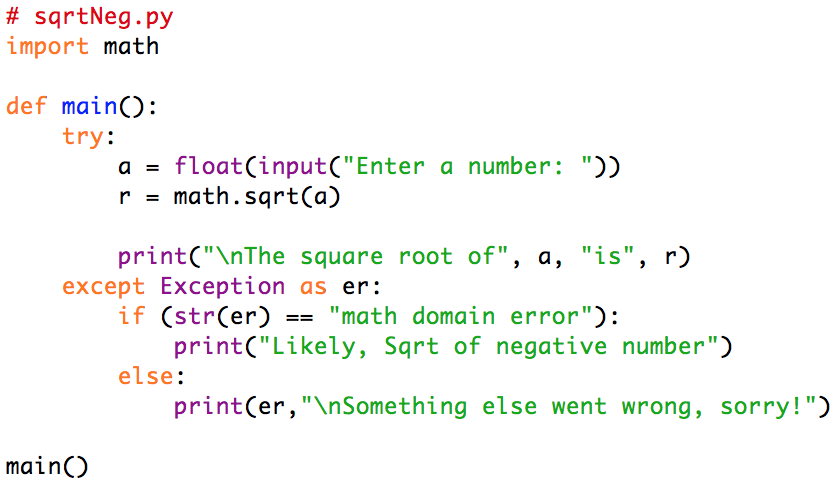 # sqrtNeg.py
import math
def main():
    try:
        a = float(input("Enter a number: "))
        r = math.sqrt(a)
        print("\nThe square root of", a, "is", r)
    except Exception as er:
        if (str(er) == "math domain error"):
            print("Likely, Sqrt of negative number")
        else:
            print(er,"\nSomething else went wrong, sorry!")
main()